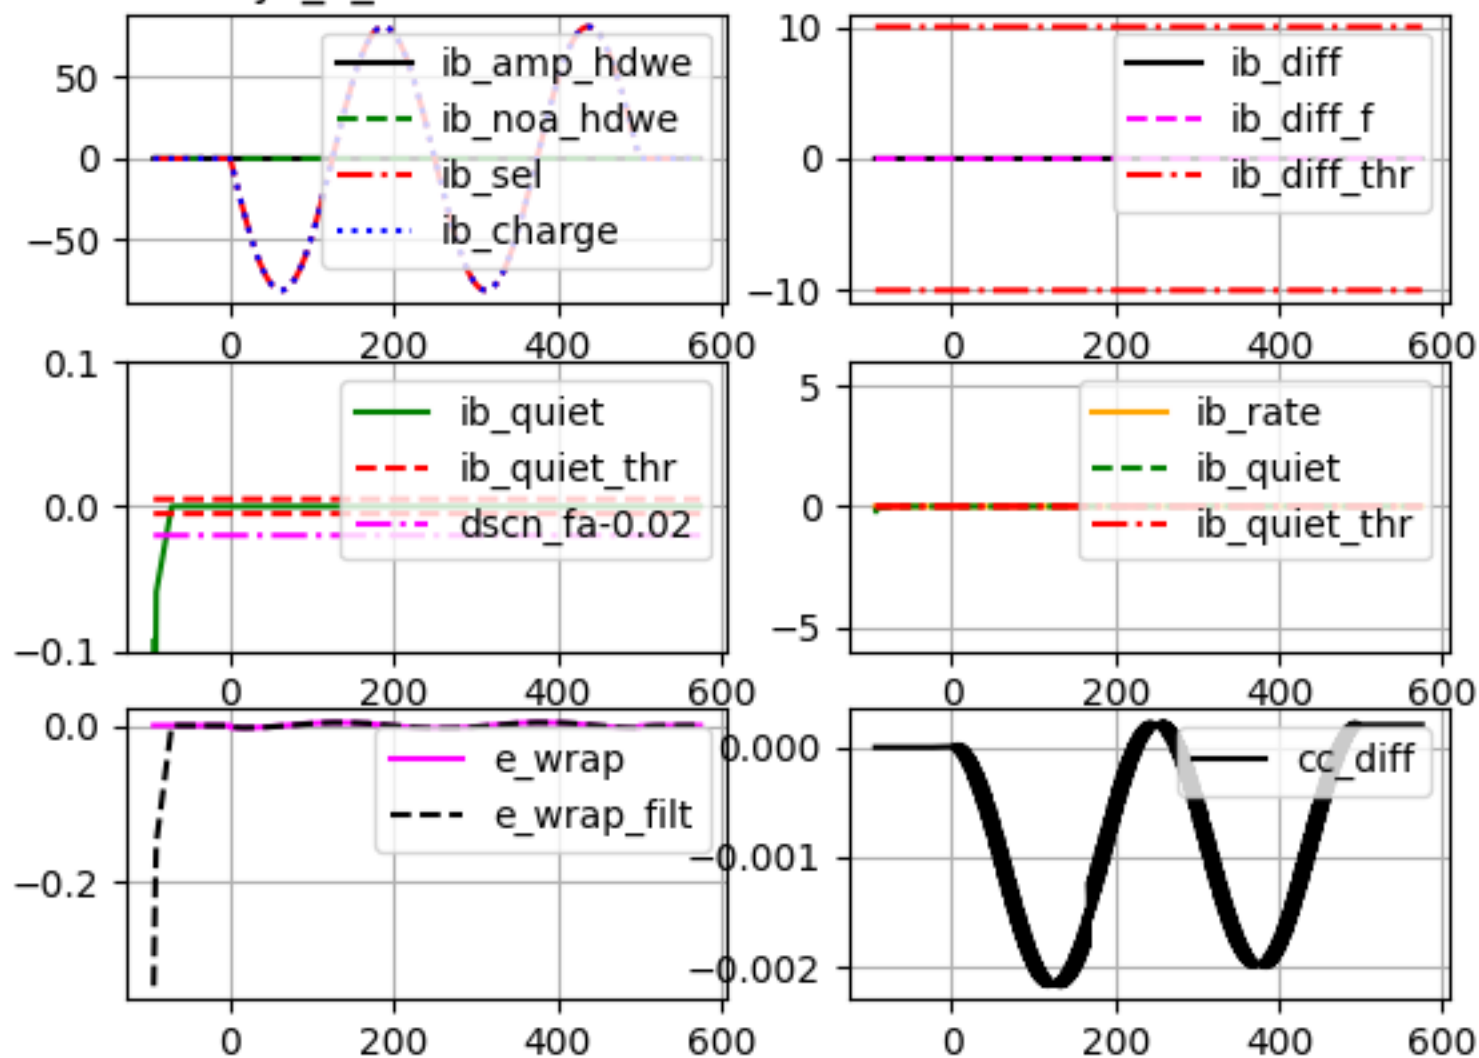 50
0
−50
ib_amp_hdwe
ib_noa_hdwe
ib_sel
ib_charge
0 200 400 600
10
0
−10
ib_diff
ib_diff_f
ib_diff_thr
0 200 400 600
0.1
0.0
−0.1
ib_quiet
ib_quiet_thr
dscn_fa-0.02
0 200 400 600
5
0
−5
ib_rate
ib_quiet
ib_quiet_thr
0 200 400 600
0.0
−0.2
e_wrap
e_wrap_filt
0 200 400 600
0.000
−0.001
−0.002
cc_diff
0 200 400 600